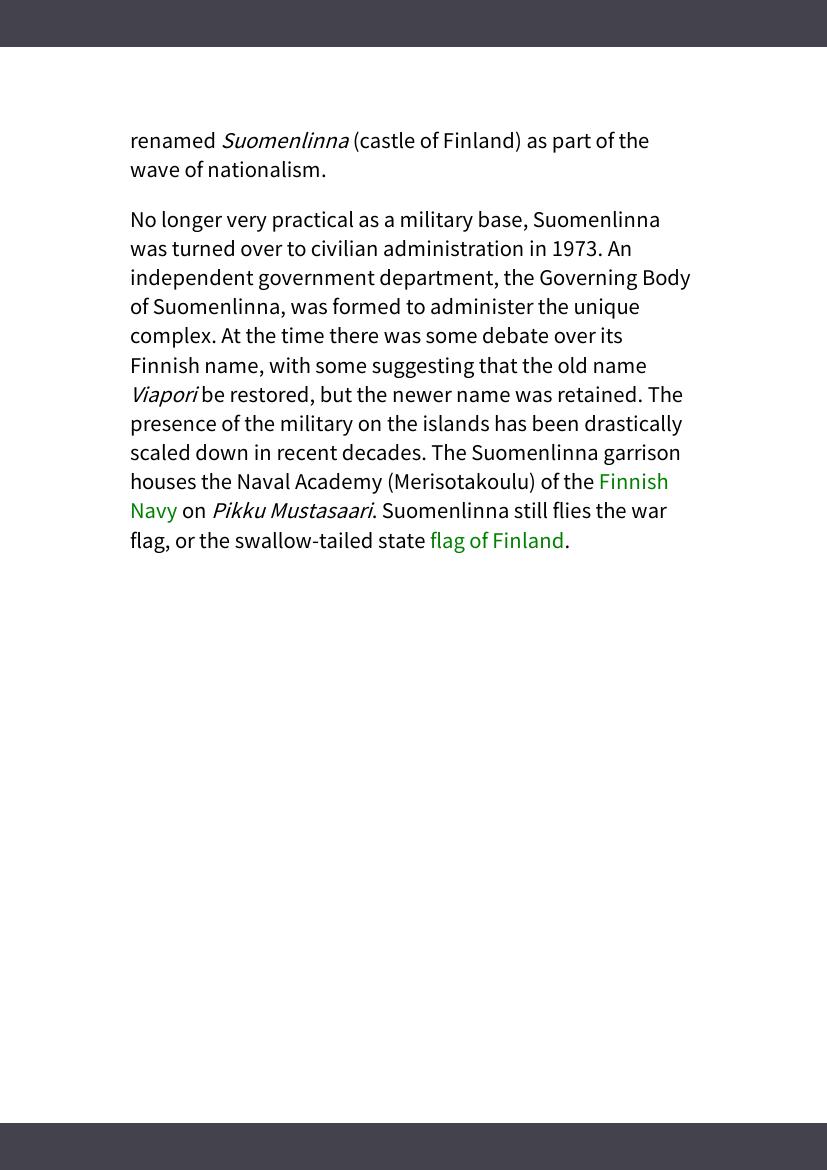 renamed Suomenlinna (castle of Finland) as part of the
wave of nationalism.
No longer very practical as a military base, Suomenlinna
was turned over to civilian administration in 1973. An
independent government department, the Governing Body
of Suomenlinna, was formed to administer the unique
complex. At the time there was some debate over its
Finnish name, with some suggesting that the old name
Viapori be restored, but the newer name was retained. The
presence of the military on the islands has been drastically
scaled down in recent decades. The Suomenlinna garrison
houses the Naval Academy (Merisotakoulu) of the Finnish
Navy on Pikku Mustasaari. Suomenlinna still flies the war
flag, or the swallow-tailed state flag of Finland.